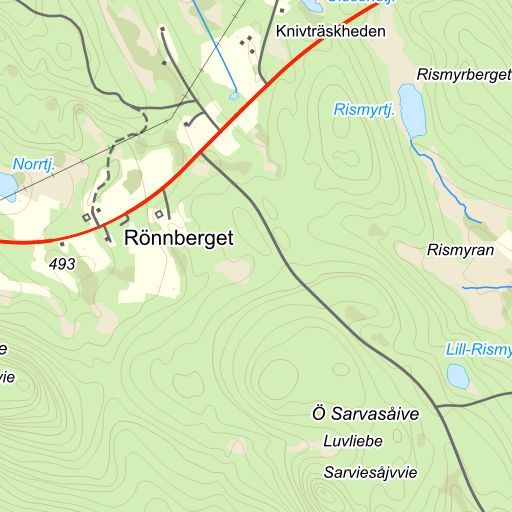 Knivträskheden
Rismyrberget
Rismyrtj.
Norrtj.
Rönnberget
Rismyran
493
Lill-Rismy
Ö Sarvasåive
Luvliebe
Sarviesåjvvie